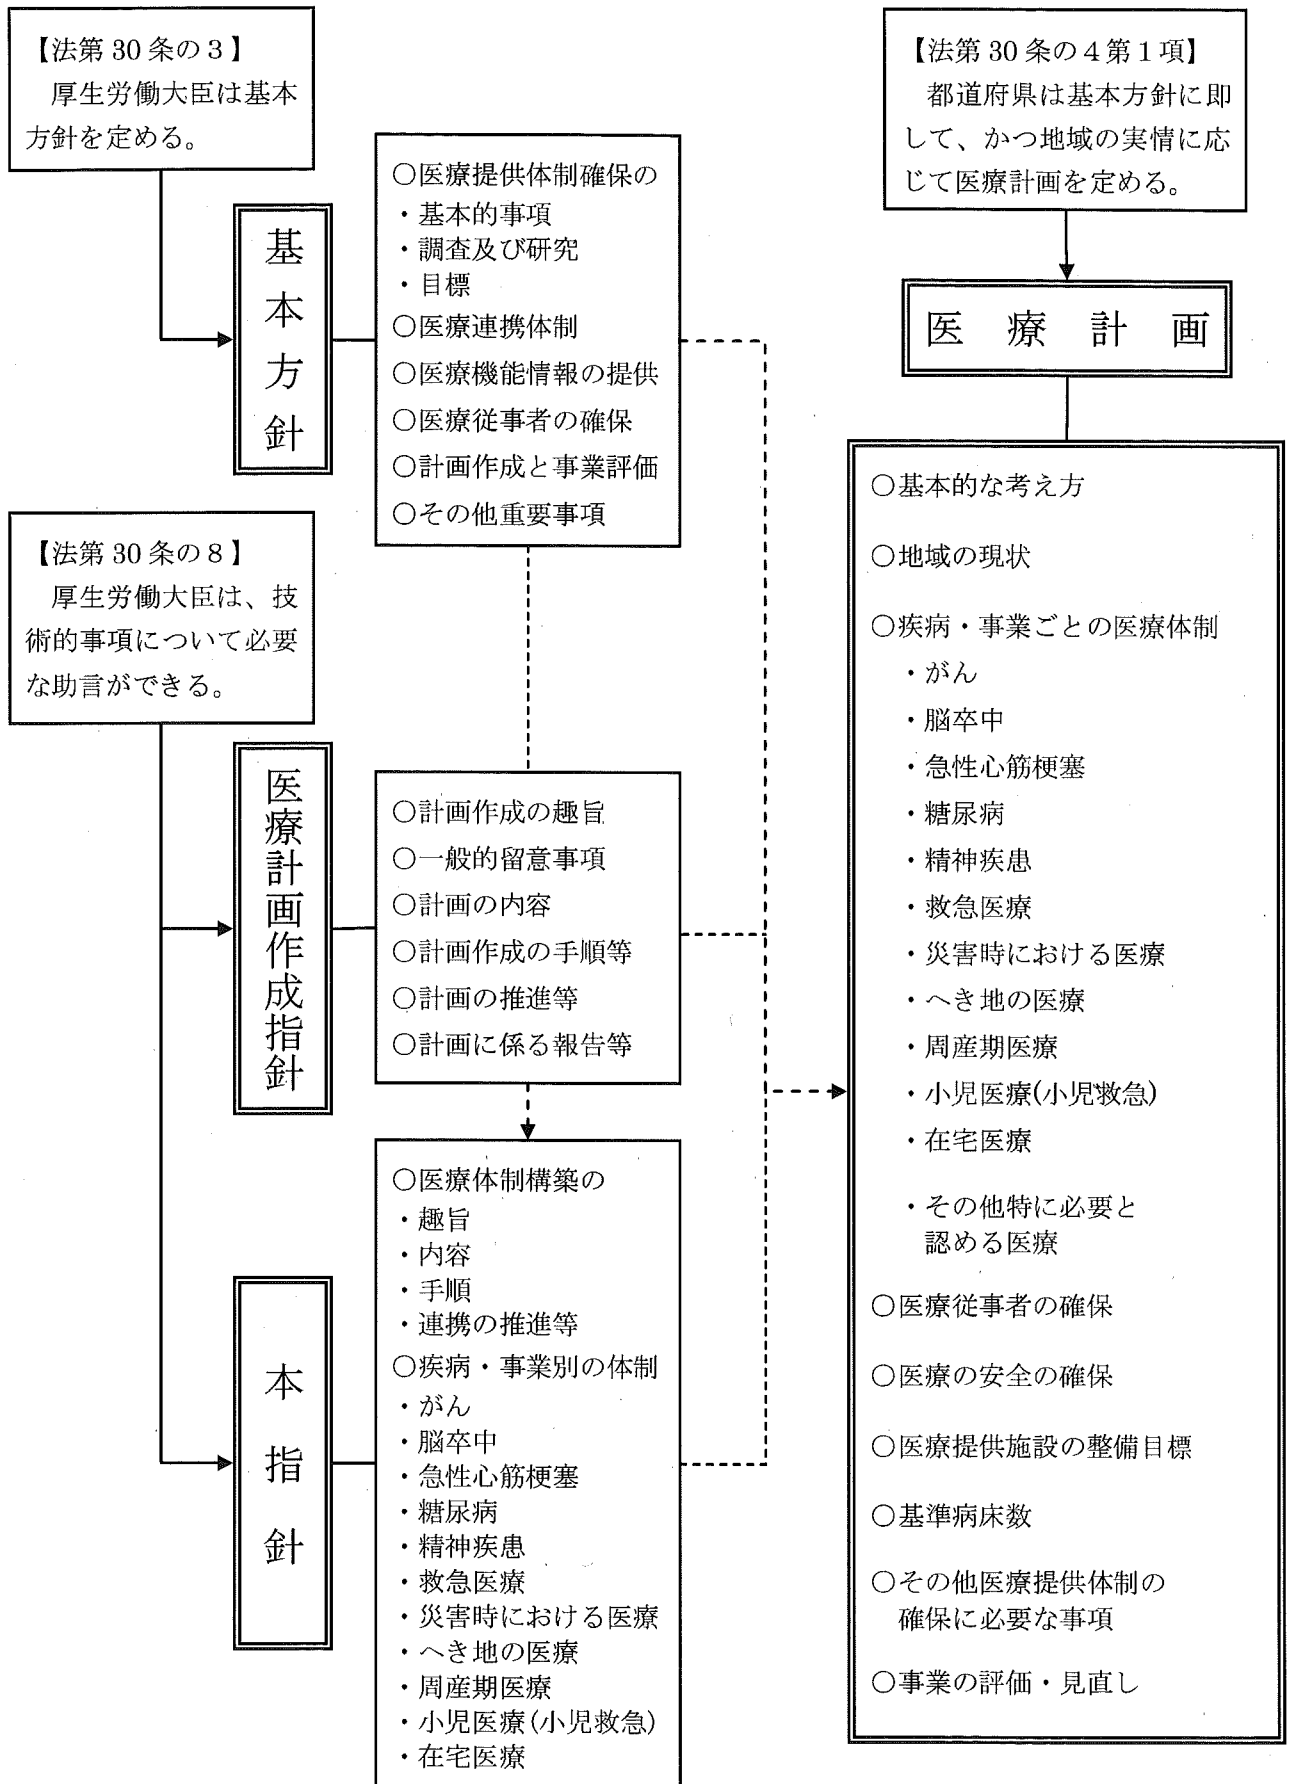 【法第30条の3】
厚生労働大臣は基本
方針を定める。
基本方針
○医療提供体制確保の
・基本的事項
・調査及び研究
・目標
○医療連携体制
○医療機能情報の提供
○医療従事者の確保
○計画作成と事業評価
○その他重要事項
【法第30条の8】
厚生労働大臣は、技
術的事項について必要
な助言ができる。
医療計画作成指針
○計画作成の趣旨
○一般的留意事項
○計画の内容
○計画作成の手順等
○計画の推進等
○計画に係る報告等
本指針
○医療体制構築の
・趣旨
・内容
・手順
・連携の推進等
○疾病・事業別の体制
・がん
・脳卒中
・急性心筋梗塞
・糖尿病
・精神疾患
・救急医療
・災害時における医療
・へき地の医療
・周産期医療
・小児医療(小児救急)
・在宅医療
【法第30条の4第1項】
都道府県は基本方針に即
して、かつ地域の実情に応
じて医療計画を定める。
医療計画
○基本的な考え方
○地域の現状
○疾病・事業ごとの医療体制
・がん
・脳卒中
・急性心筋梗塞
・糖尿病
・精神疾患
・救急医療
・災害時における医療
・へき地の医療
・周産期医療
・小児医療(小児救急)
・在宅医療
・その他特に必要と
認める医療
○医療従事者の確保
○医療の安全の確保
○医療提供施設の整備目標
○基準病床数
○その他医療提供体制の
確保に必要な事項
○事業の評価・見直し